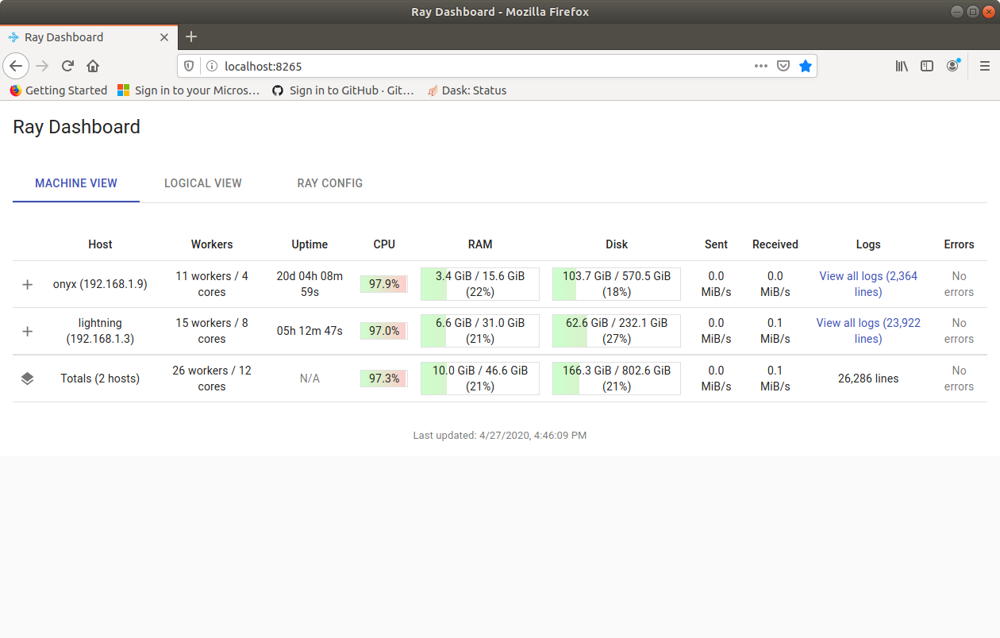 Ray Dashboard - Mozilla Firefox
Ray Dashboard
localhost:8265
Getting Started
Sign in to your Micros...
Sign in to GitHub · Git...
Dask: Status
Ray Dashboard
MACHINE VIEW
LOGICAL VIEW
RAY CONFIG
Host Workers Uptime CPU RAM Disk Sent Received Logs Errors
onyx (192.168.1.9)
11 workers / 4
cores
20d 04h 08m
59s
97.9%
3.4 GiB / 15.6 GiB
(22%)
103.7 GiB / 570.5 GiB
(18%)
0.0
MiB/s
0.0
MiB/s
View all logs (2,364
lines)
No
errors
lightning
(192.168.1.3)
15 workers / 8
cores
05h 12m 47s
97.0%
6.6 GiB / 31.0 GiB
(21%)
62.6 GiB / 232.1 GiB
(27%)
0.0
MiB/s
0.1
MiB/s
View all logs (23,922
lines)
No
errors
Totals (2 hosts)
26 workers / 12
cores
N/A
97.3%
10.0 GiB / 46.6 GiB
(21%)
166.3 GiB / 802.6 GiB
(21%)
0.0
MiB/s
0.1
MiB/s
26,286 lines
No
errors
Last updated: 4/27/2020, 4:46:09 PM